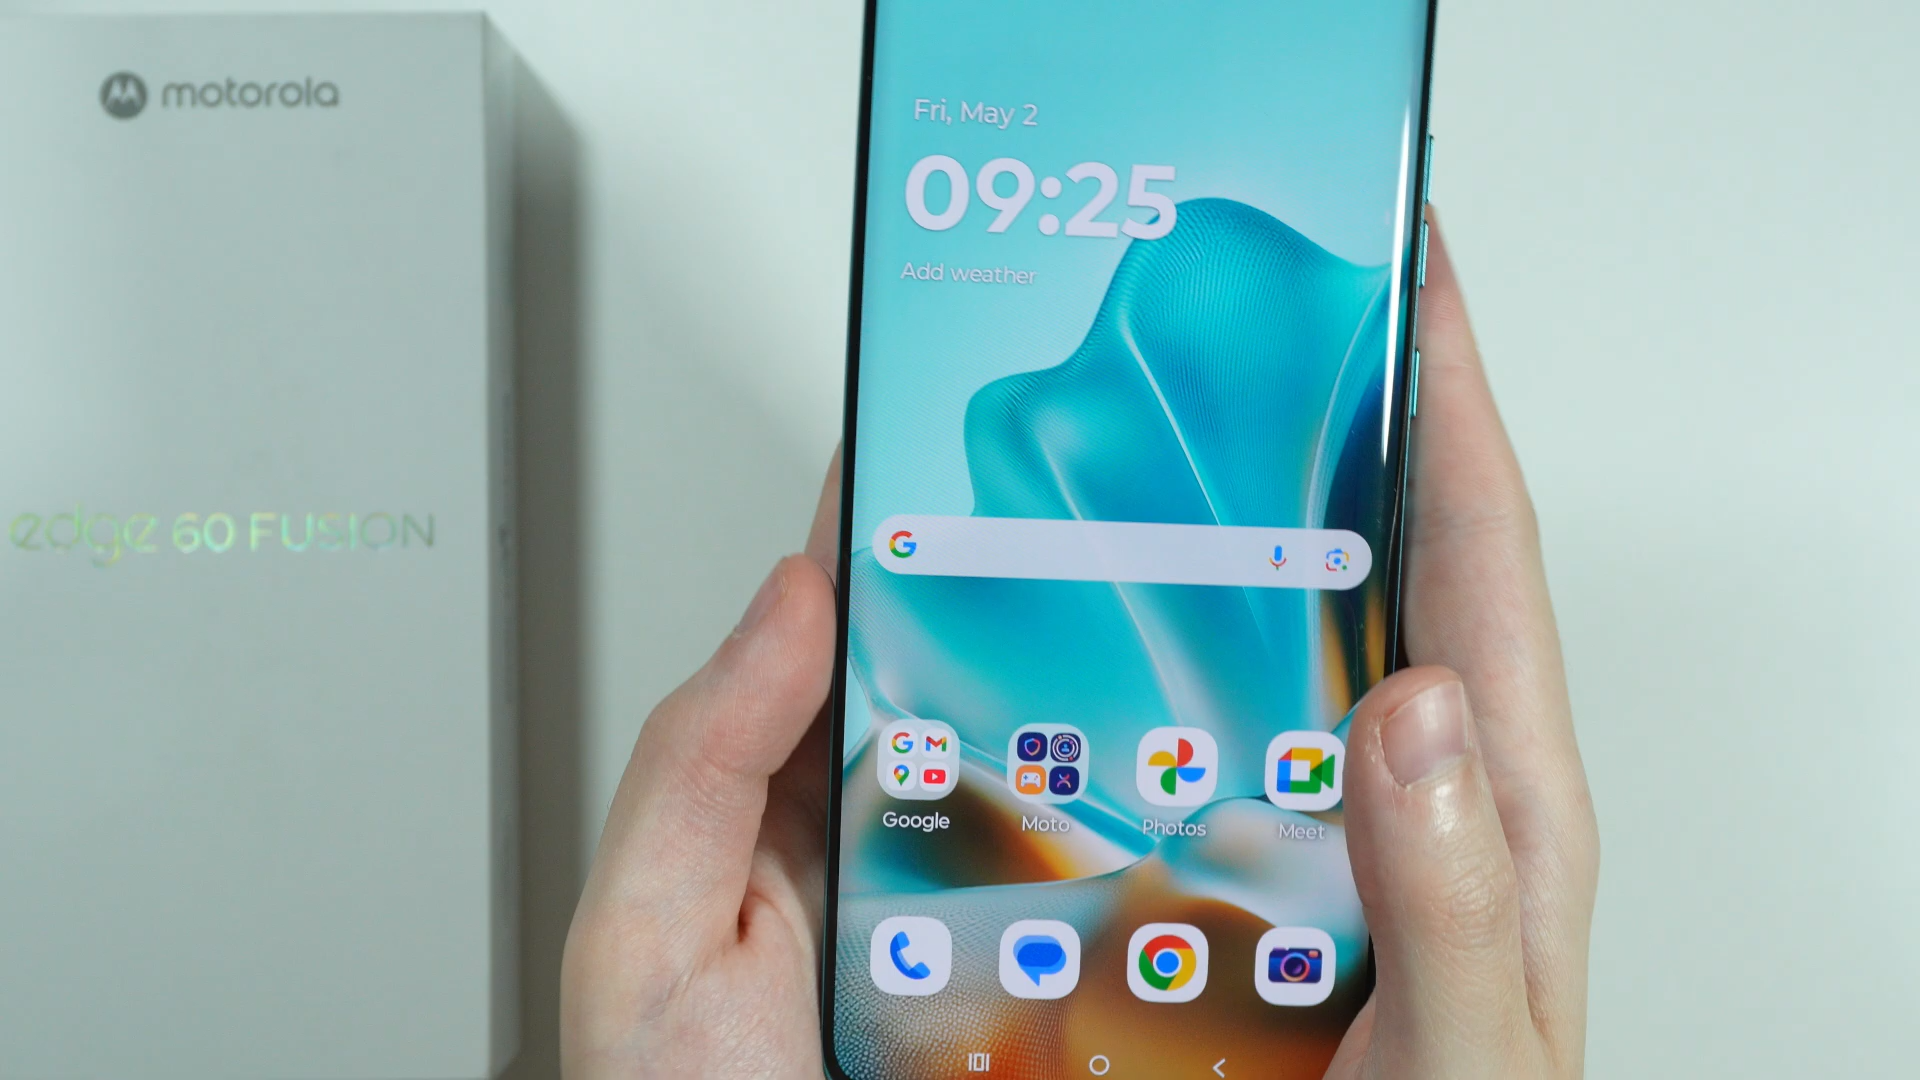 motorola
edge 60 FUSION
Fri, May 2
09:25
Add weather
Google
Moto
Photos
Meet